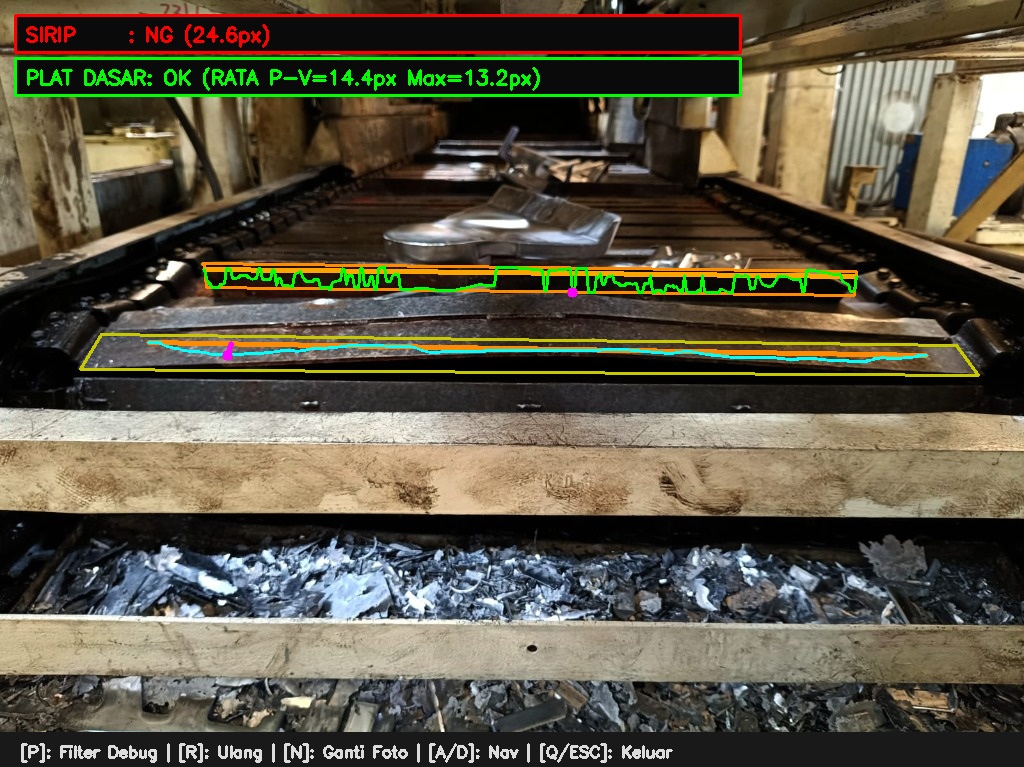 SIRIP : NG (24.6px)
PLAT DASAR: OK (RATA P-V=14.4px Max=13.2px)
[P]: Filter Debug | [R]: Ulang | [N]: Ganti Foto | [A/D]: Nav | [Q/ESC]: Keluar